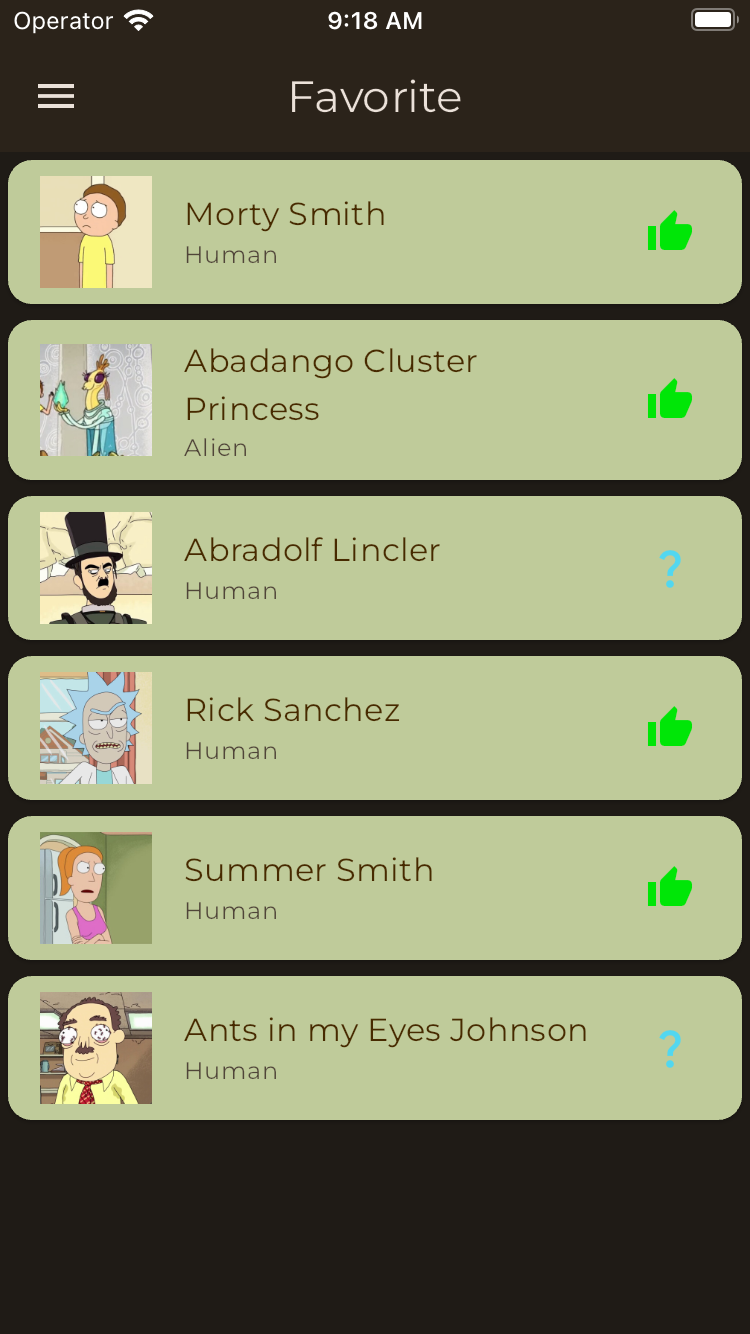 Operator 9:18 AM
Favorite
Morty Smith
Human
Abadango Cluster
Princess
Alien
Abradolf Lincler
Human
?
Rick Sanchez
Human
Summer Smith
Human
Ants in my Eyes Johnson
Human
?